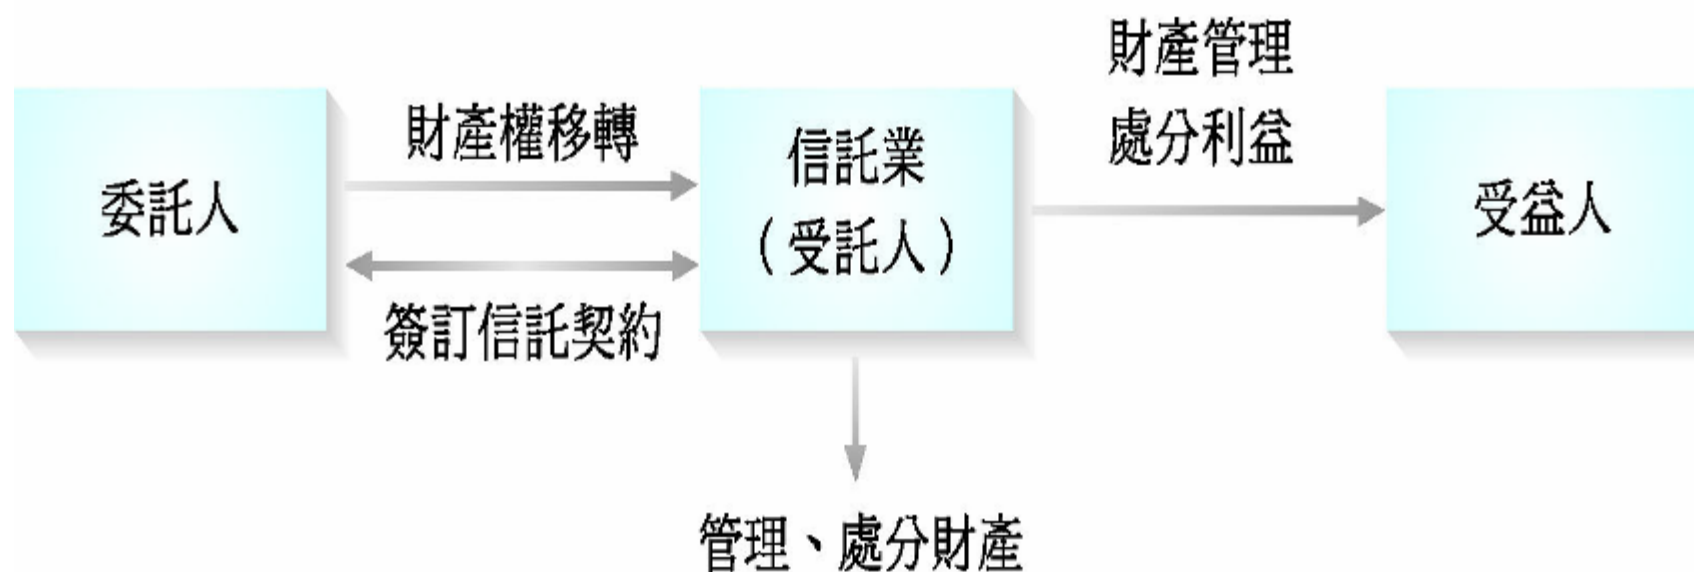 委託人
財產權移轉
簽訂信託契約
信託業
（受託人）
財產管理
處分利益
受益人
管理、處分財產